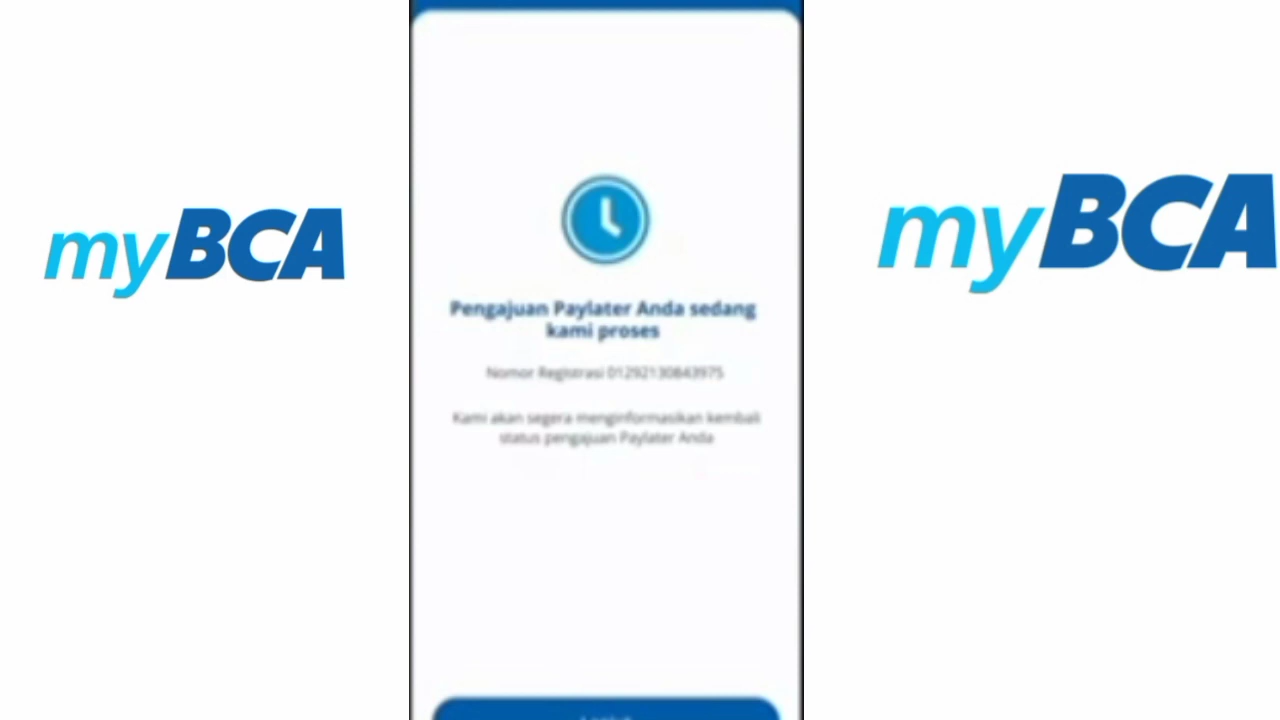 myBCA
Pengajuan Paylater Anda sedang
kami proses
Nomor Registrasi 01292130843975
Kami akan segera menginformasikan kembali
status pengajuan Paylater Anda
myBCA